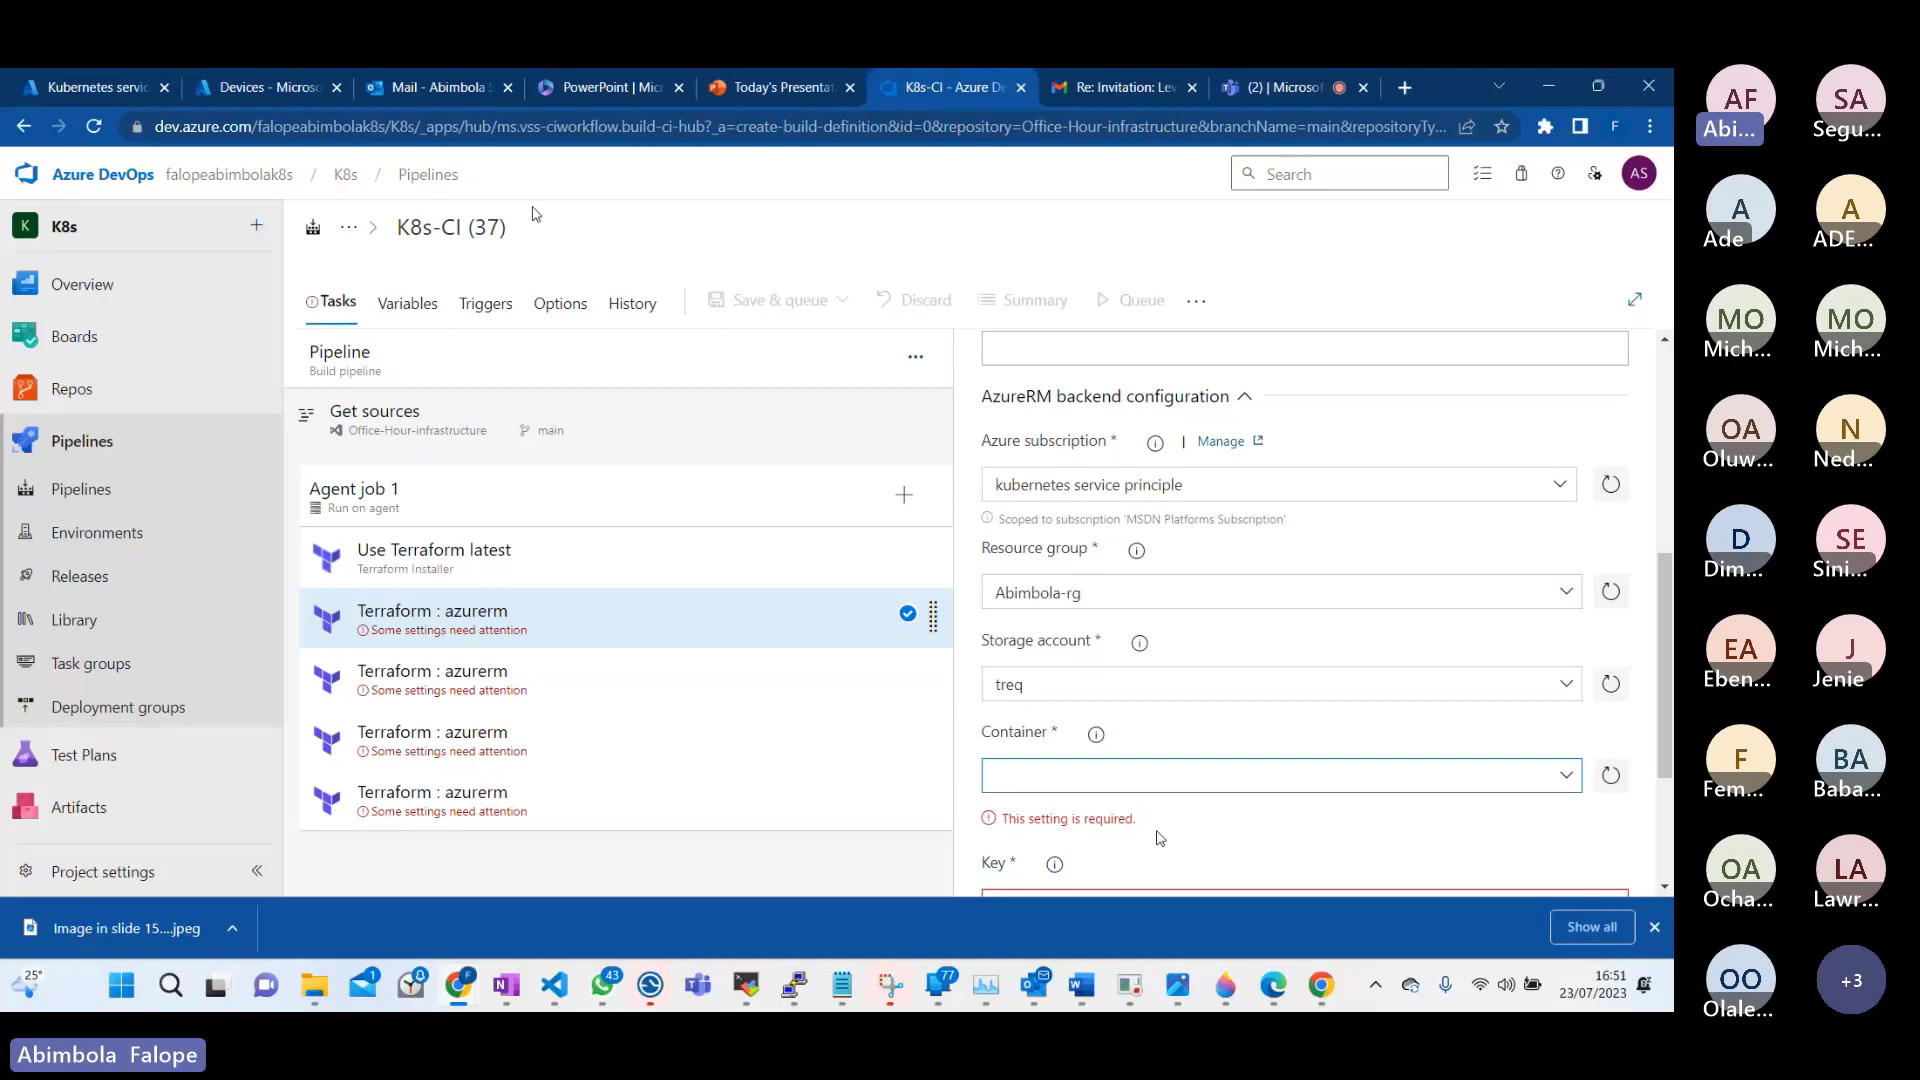 Kubernetes servic
Devices - Microso
Mail - Abimbola S
PowerPoint | Mic
Today's Presentat
K8s-CI - Azure De
Re: Invitation: Lev
(2) | Microsof
dev.azure.com/falopeabimbolak8s/K8s/_apps/hub/ms.vss-ciworkflow.build-ci-hub?_a=create-build-definition&id=0&repository=Office-Hour-infrastructure&branchName=main&repositoryTy...
F
Azure DevOps falopeabimbolak8s / K8s / Pipelines
Search
AS
K K8s
Overview
Boards
Repos
Pipelines
Pipelines
Environments
Releases
Library
Task groups
Deployment groups
Test Plans
Artifacts
Project settings
... > K8s-CI (37)
Tasks Variables Triggers Options History
Save & queue Discard Summary Queue ...
Pipeline
Build pipeline
Get sources
Office-Hour-infrastructure main
Agent job 1
Run on agent
Use Terraform latest
Terraform Installer
Terraform : azurerm
Some settings need attention
Terraform : azurerm
Some settings need attention
Terraform : azurerm
Some settings need attention
Terraform : azurerm
Some settings need attention
AzureRM backend configuration
Azure subscription * | Manage
kubernetes service principle
Scoped to subscription 'MSDN Platforms Subscription'
Resource group *
Abimbola-rg
Storage account *
treq
Container *
This setting is required.
Key *
Image in slide 15....jpeg
Show all
25°
1
F
43
77
16:51
23/07/2023
AF
Abi...
SA
Segu...
A
Ade
A
ADE...
MO
Mich...
MO
Mich...
OA
Oluw...
N
Ned...
D
Dim...
SE
Sini...
EA
Eben...
J
Jenie
F
Fem...
BA
Baba...
OA
Ocha...
LA
Lawr...
OO
Olale...
+3
Abimbola Falope